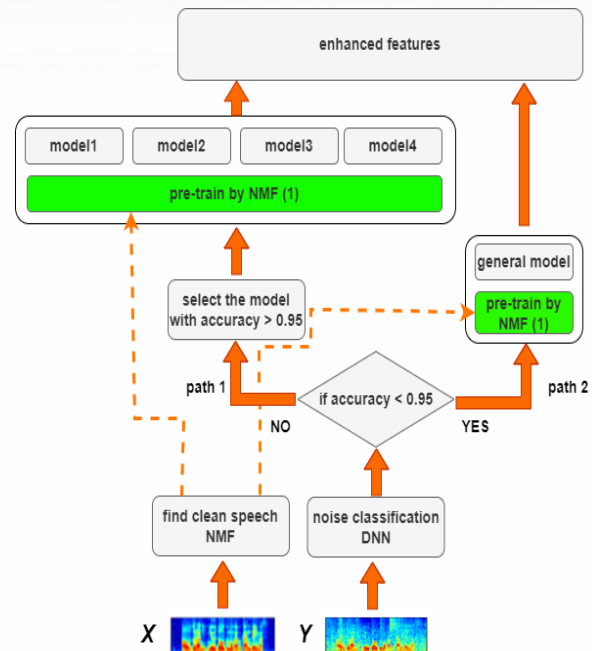 enhanced features
model1
model2
model3
model4
pre-train by NMF (1)
select the model
with accuracy > 0.95
general model
pre-train by
NMF (1)
path 1
if accuracy < 0.95
path 2
NO
YES
find clean speech
NMF
noise classification
DNN
X
Y